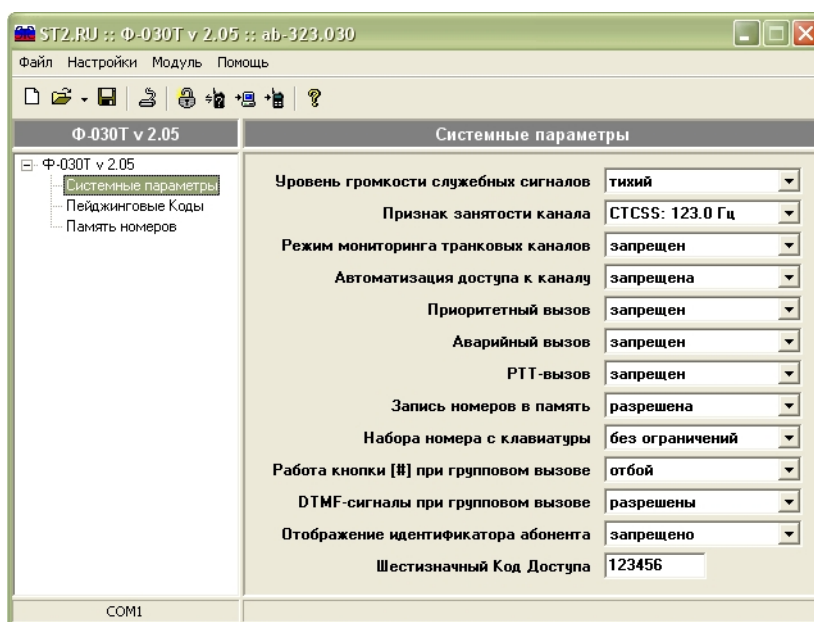 ST2.RU :: Ф-030Т v 2.05 :: ab-323.030
Файл Настройки Модуль Помощь
Ф-030Т v 2.05
Системные параметры
Ф-030Т v 2.05
Системные параметры
Пейджинговые Коды
Память номеров
Уровень громкости служебных сигналов тихий
Признак занятости канала CTCSS: 123.0 Гц
Режим мониторинга транковых каналов запрещен
Автоматизация доступа к каналу запрещена
Приоритетный вызов запрещен
Аварийный вызов запрещен
РТТ-вызов запрещен
Запись номеров в память разрешена
Набора номера с клавиатуры без ограничений
Работа кнопки [#] при групповом вызове отбой
DTMF-сигналы при групповом вызове разрешены
Отображение идентификатора абонента запрещено
Шестизначный Код Доступа 123456
COM1